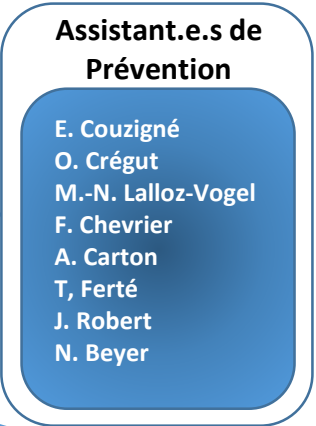 Assistant.e.s de
Prévention
E. Couzigné
O. Crégut
M.-N. Lalloz-Vogel
F. Chevrier
A. Carton
T, Ferté
J. Robert
N. Beyer